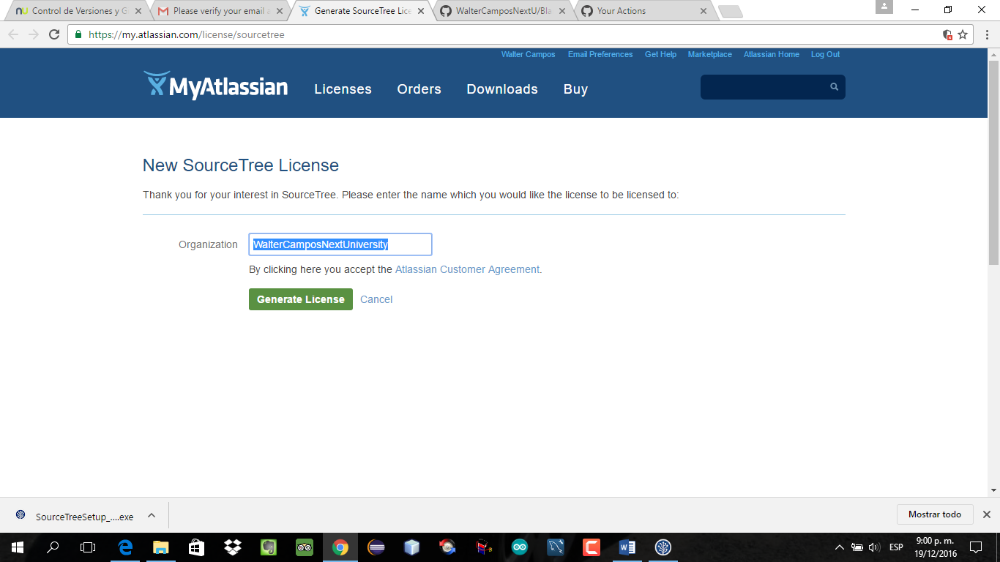 Control de Versiones y G
Please verify your email a
Generate SourceTree Lice
WalterCamposNextU/Bla
Your Actions
https://my.atlassian.com/license/sourcetree
Walter Campos Email Preferences Get Help Marketplace Atlassian Home Log Out
MyAtlassian Licenses Orders Downloads Buy
New SourceTree License
Thank you for your interest in SourceTree. Please enter the name which you would like the license to be licensed to:
Organization WalterCamposNextUniversity
By clicking here you accept the Atlassian Customer Agreement.
Generate License Cancel
SourceTreeSetup_....exe
Mostrar todo
ESP
9:00 p. m.
19/12/2016